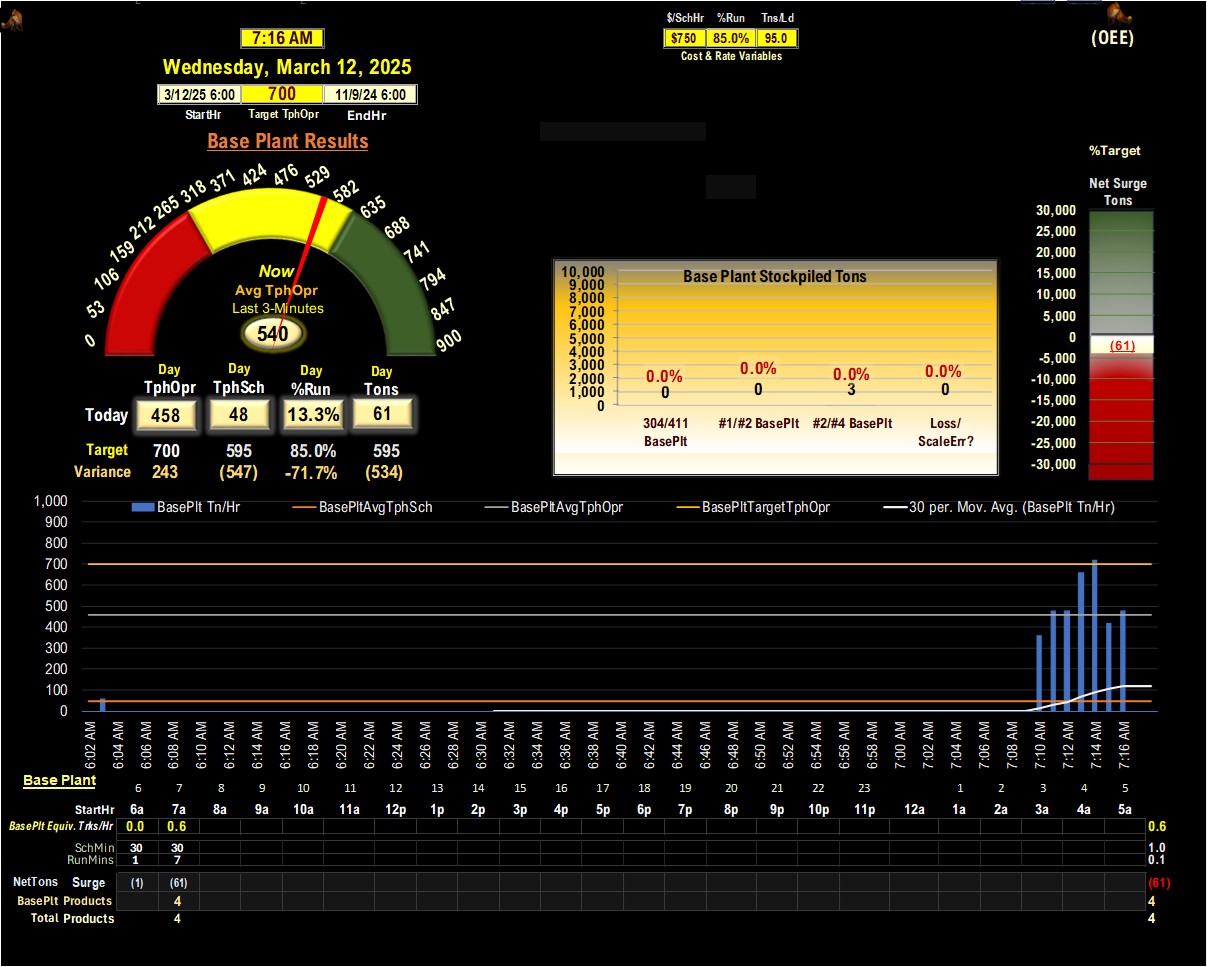 $/SchHr %Run Tns/Ld
7:16 AM
$750 85.0% 95.0
(OEE)
Cost & Rate Variables
Wednesday, March 12, 2025
3/12/25 6:00 700 11/9/24 6:00
StartHr Target TphOpr EndHr
Base Plant Results
%Target
Net Surge
Tons
0 53 106 159 212 265 318 371 424 476 529 582 635 688 741 794 847 900
Now
Avg TphOpr
Last 3-Minutes
540
Day Day Day Day
TphOpr TphSch %Run Tons
Today 458 48 13.3% 61
Target 700 595 85.0% 595
Variance 243 (547) -71.7% (534)
Base Plant Stockpiled Tons
10,000
9,000
8,000
7,000
6,000
5,000
4,000
3,000
2,000
1,000
0
0.0% 0.0% 0.0% 0.0%
0 0 3 0
304/411 #1/#2 BasePlt #2/#4 BasePlt Loss/
BasePlt ScaleErr?
30,000
25,000
20,000
15,000
10,000
5,000
0
(61)
-5,000
-10,000
-15,000
-20,000
-25,000
-30,000
BasePlt Tn/Hr BasePltAvgTphSch BasePltAvgTphOpr BasePltTargetTphOpr 30 per. Mov. Avg. (BasePlt Tn/Hr)
1,000
900
800
700
600
500
400
300
200
100
0
6:02 AM 6:04 AM 6:06 AM 6:08 AM 6:10 AM 6:12 AM 6:14 AM 6:16 AM 6:18 AM 6:20 AM 6:22 AM 6:24 AM 6:26 AM 6:28 AM 6:30 AM 6:32 AM 6:34 AM 6:36 AM 6:38 AM 6:40 AM 6:42 AM 6:44 AM 6:46 AM 6:48 AM 6:50 AM 6:52 AM 6:54 AM 6:56 AM 6:58 AM 7:00 AM 7:02 AM 7:04 AM 7:06 AM 7:08 AM 7:10 AM 7:12 AM 7:14 AM 7:16 AM
Base Plant
6 7 8 9 10 11 12 13 14 15 16 17 18 19 20 21 22 23 1 2 3 4 5
StartHr 6a 7a 8a 9a 10a 11a 12p 1p 2p 3p 4p 5p 6p 7p 8p 9p 10p 11p 12a 1a 2a 3a 4a 5a
BasePlt Equiv. Trks/Hr 0.0 0.6 0.6
SchMin 30 30 1.0
RunMins 1 7 0.1
NetTons Surge (1) (61) (61)
BasePlt Products 4 4
Total Products 4 4